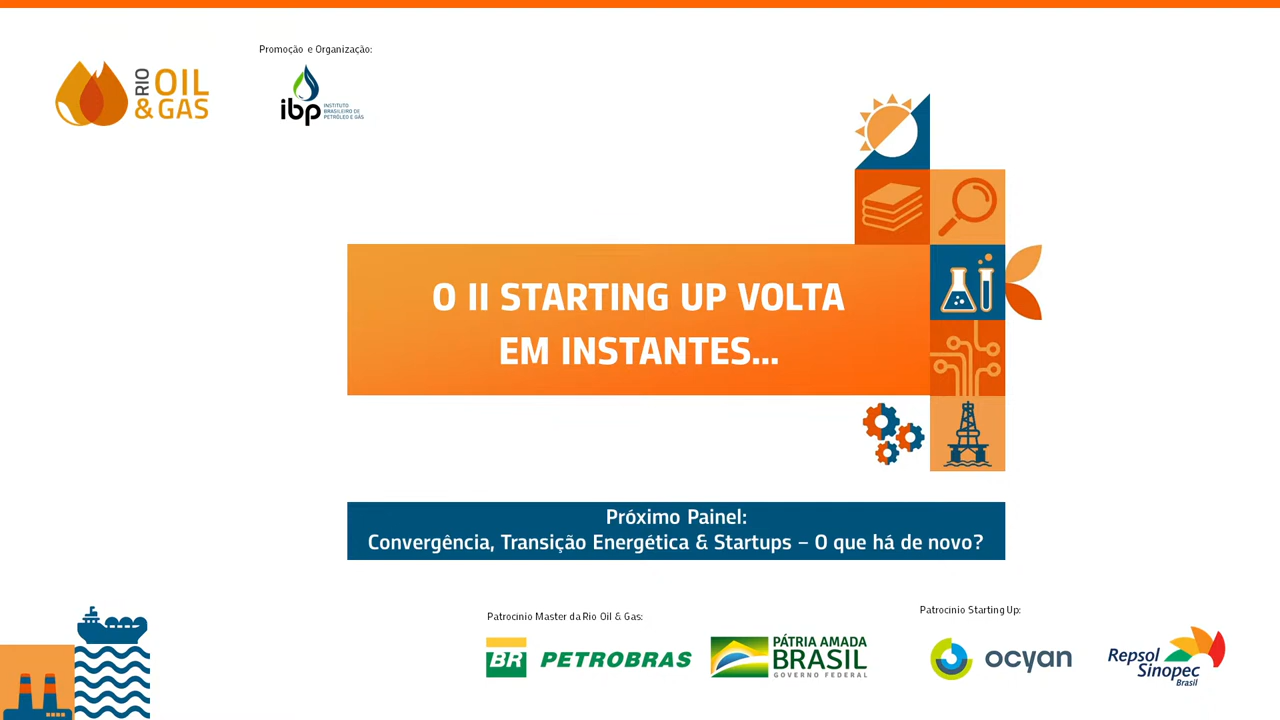 Promoção e Organização:
RIO OIL
& GAS
ibp INSTITUTO
BRASILEIRO DE
PETRÓLEO E GÁS
O II STARTING UP VOLTA
EM INSTANTES...
Próximo Painel:
Convergência, Transição Energética & Startups – O que há de novo?
Patrocinio Master da Rio Oil & Gas:
Patrocinio Starting Up:
BR PETROBRAS
PÁTRIA AMADA
BRASIL
GOVERNO FEDERAL
ocyan
Repsol
Sinopec
Brasil